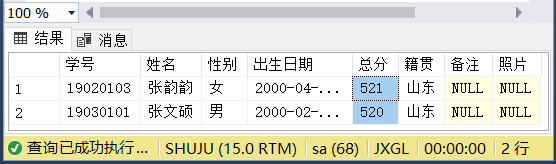 100 %
结果 消息
学号 姓名 性别 出生日期 总分 籍贯 备注 照片
1 19020103 张韵韵 女 2000-04-... 521 山东 NULL NULL
2 19030101 张文硕 男 2000-02-... 520 山东 NULL NULL
查询已成功执行... SHUJU (15.0 RTM) sa (68) JXGL 00:00:00 2 行